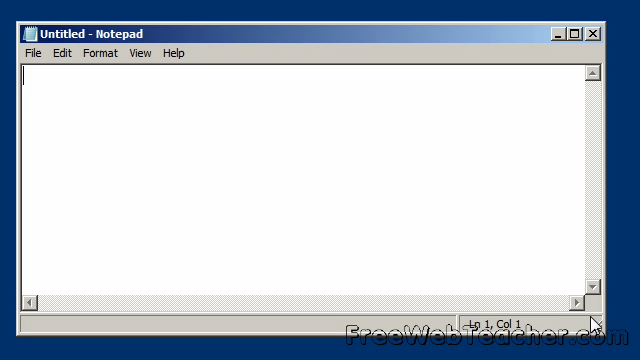 Untitled - Notepad
File Edit Format View Help
Ln 1, Col 1
FreeWebTeacher.com